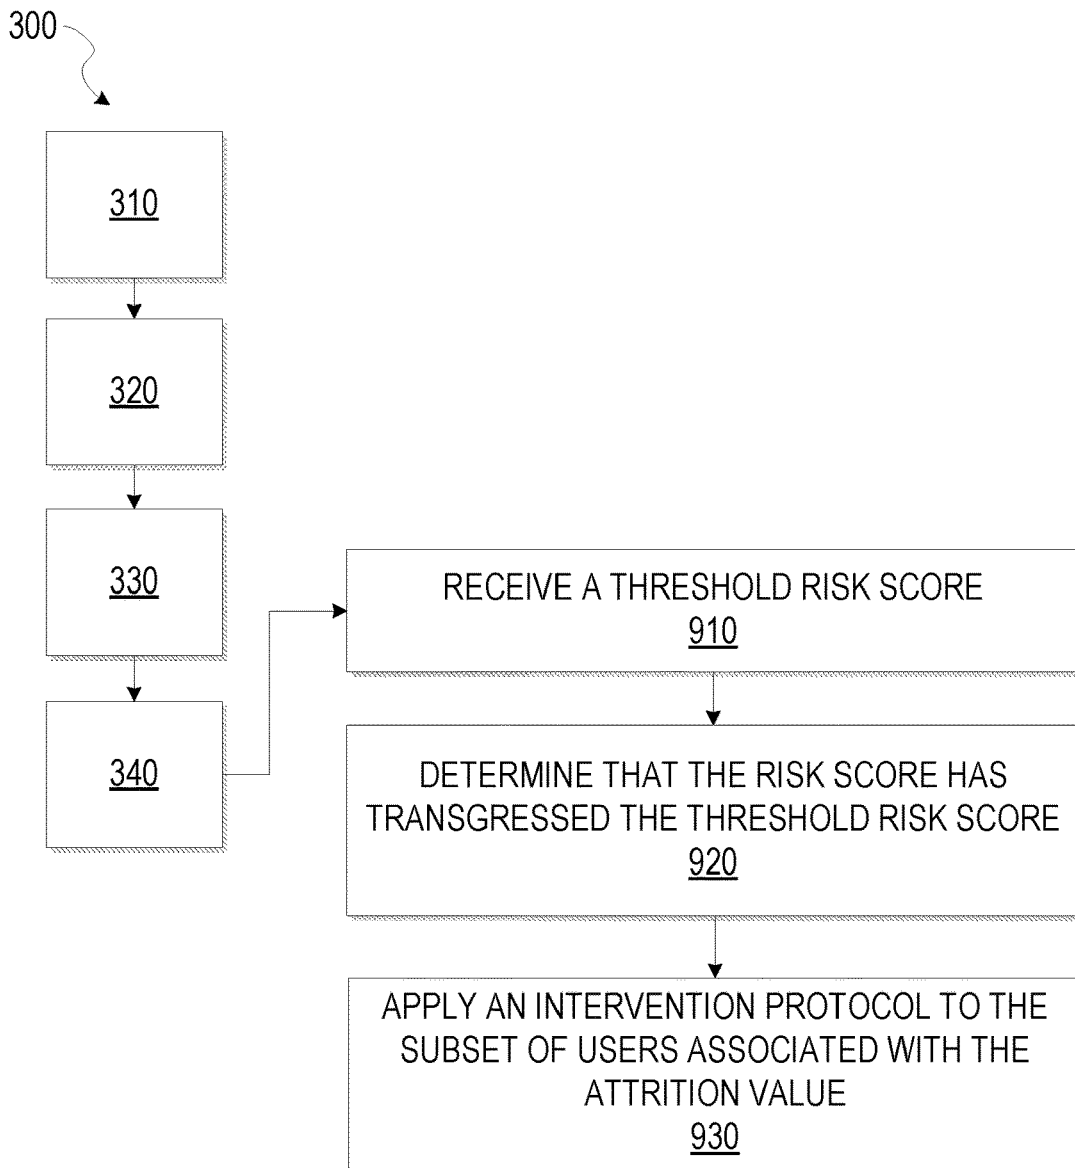 300
310
320
330
340
RECEIVE A THRESHOLD RISK SCORE
910
DETERMINE THAT THE RISK SCORE HAS
TRANSGRESSED THE THRESHOLD RISK SCORE
920
APPLY AN INTERVENTION PROTOCOL TO THE
SUBSET OF USERS ASSOCIATED WITH THE
ATTRITION VALUE
930